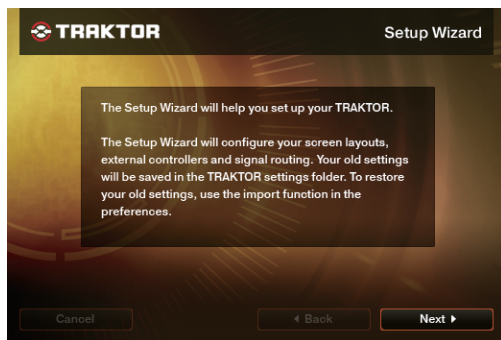 TRAKTOR
Setup Wizard
The Setup Wizard will help you set up your TRAKTOR.
The Setup Wizard will configure your screen layouts,
external controllers and signal routing. Your old settings
will be saved in the TRAKTOR settings folder. To restore
your old settings, use the import function in the
preferences.
Cancel
Back
Next